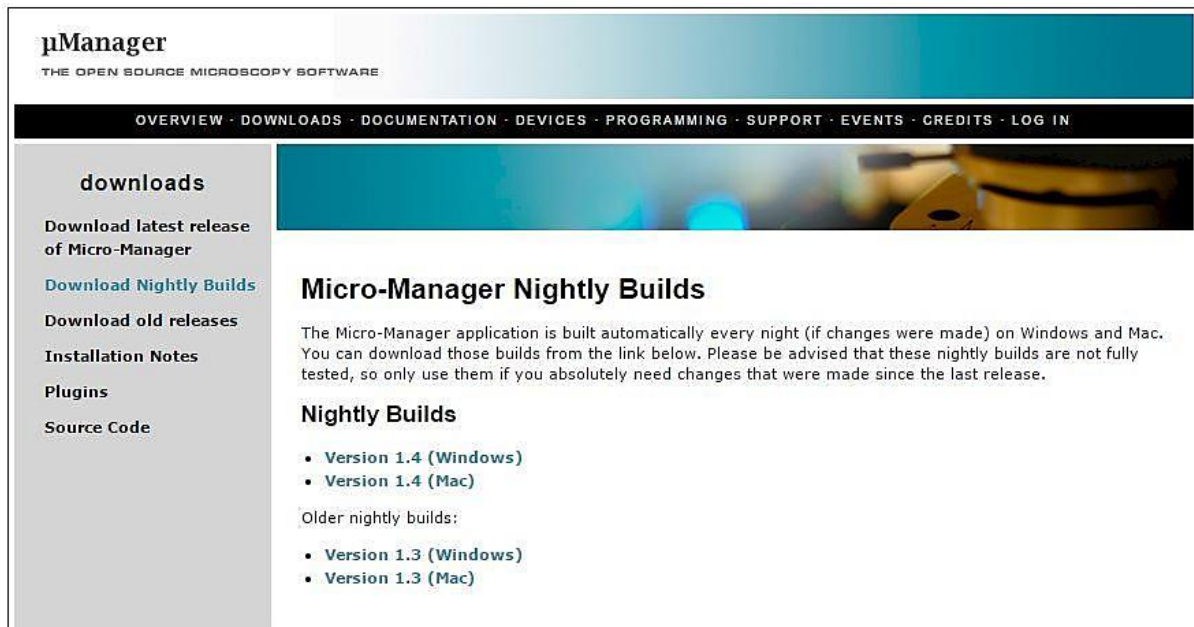 µManager
THE OPEN SOURCE MICROSCOPY SOFTWARE
OVERVIEW · DOWNLOADS · DOCUMENTATION · DEVICES · PROGRAMMING · SUPPORT · EVENTS · CREDITS · LOG IN
downloads
Download latest release
of Micro-Manager
Download Nightly Builds
Download old releases
Installation Notes
Plugins
Source Code
Micro-Manager Nightly Builds
The Micro-Manager application is built automatically every night (if changes were made) on Windows and Mac.
You can download those builds from the link below. Please be advised that these nightly builds are not fully
tested, so only use them if you absolutely need changes that were made since the last release.
Nightly Builds
• Version 1.4 (Windows)
• Version 1.4 (Mac)
Older nightly builds:
• Version 1.3 (Windows)
• Version 1.3 (Mac)